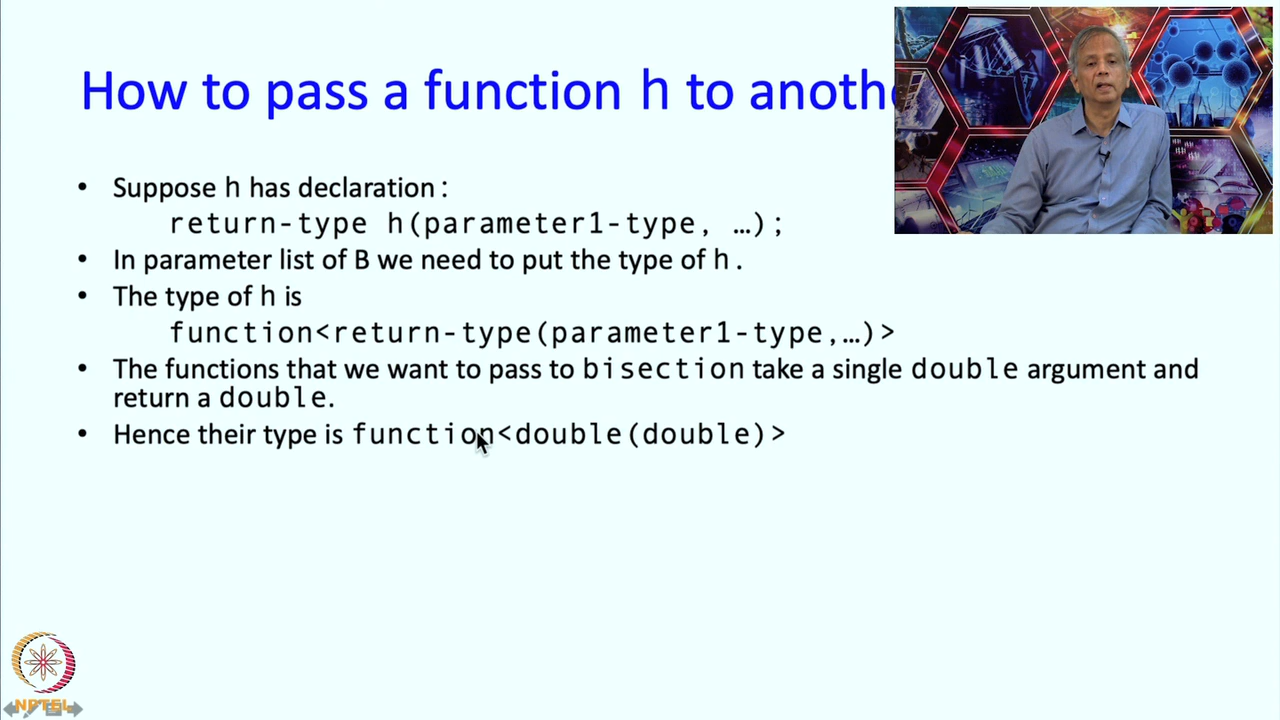 How to pass a function h to anothe
• Suppose h has declaration :
return-type h(parameter1-type, …);
• In parameter list of B we need to put the type of h .
• The type of h is
function<return-type(parameter1-type,…)>
• The functions that we want to pass to bisection take a single double argument and
return a double.
• Hence their type is function<double(double)>
NPTEL